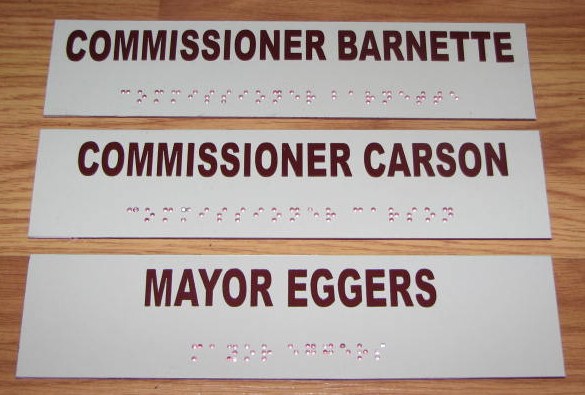 COMMISSIONER BARNETTE
COMMISSIONER CARSON
MAYOR EGGERS